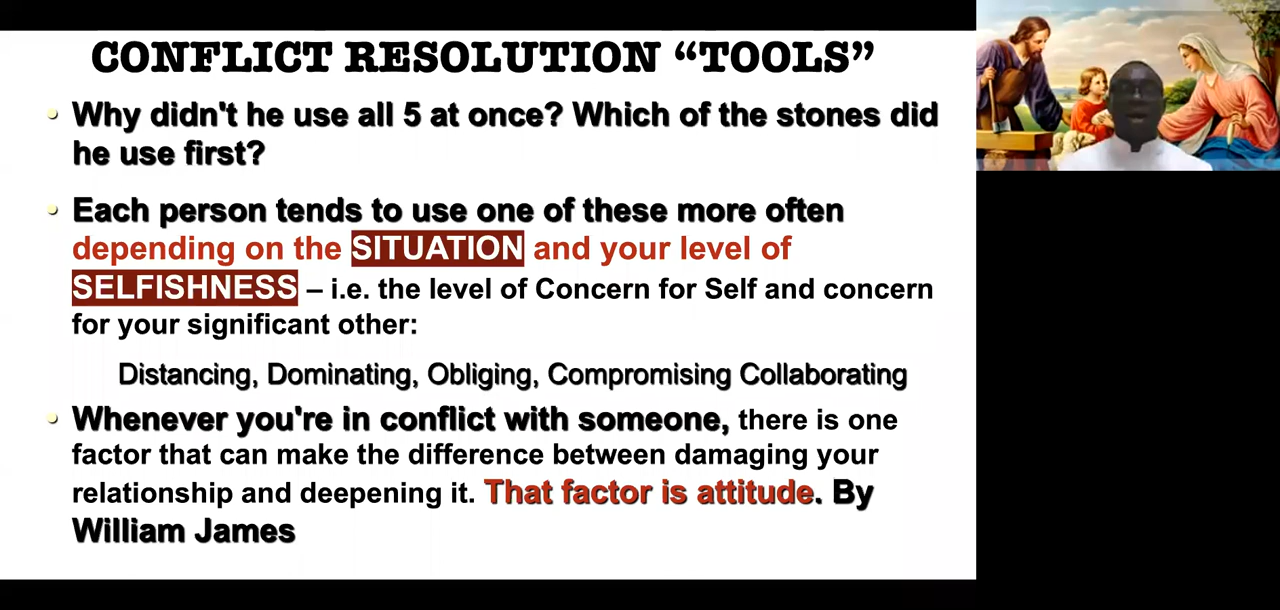 CONFLICT RESOLUTION “TOOLS”
• Why didn't he use all 5 at once? Which of the stones did
he use first?
• Each person tends to use one of these more often
depending on the SITUATION and your level of
SELFISHNESS – i.e. the level of Concern for Self and concern
for your significant other:
Distancing, Dominating, Obliging, Compromising Collaborating
• Whenever you're in conflict with someone, there is one
factor that can make the difference between damaging your
relationship and deepening it. That factor is attitude. By
William James